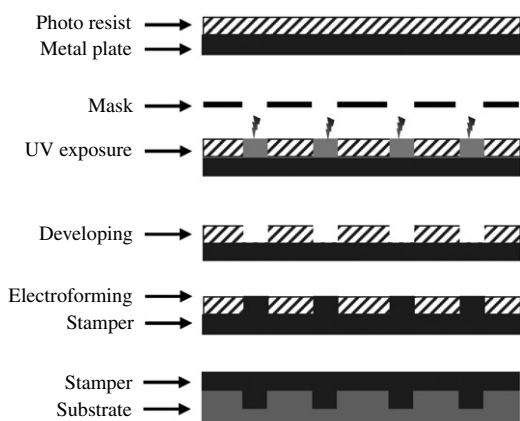 Photo resist
Metal plate
Mask
UV exposure
Developing
Electroforming
Stamper
Stamper
Substrate